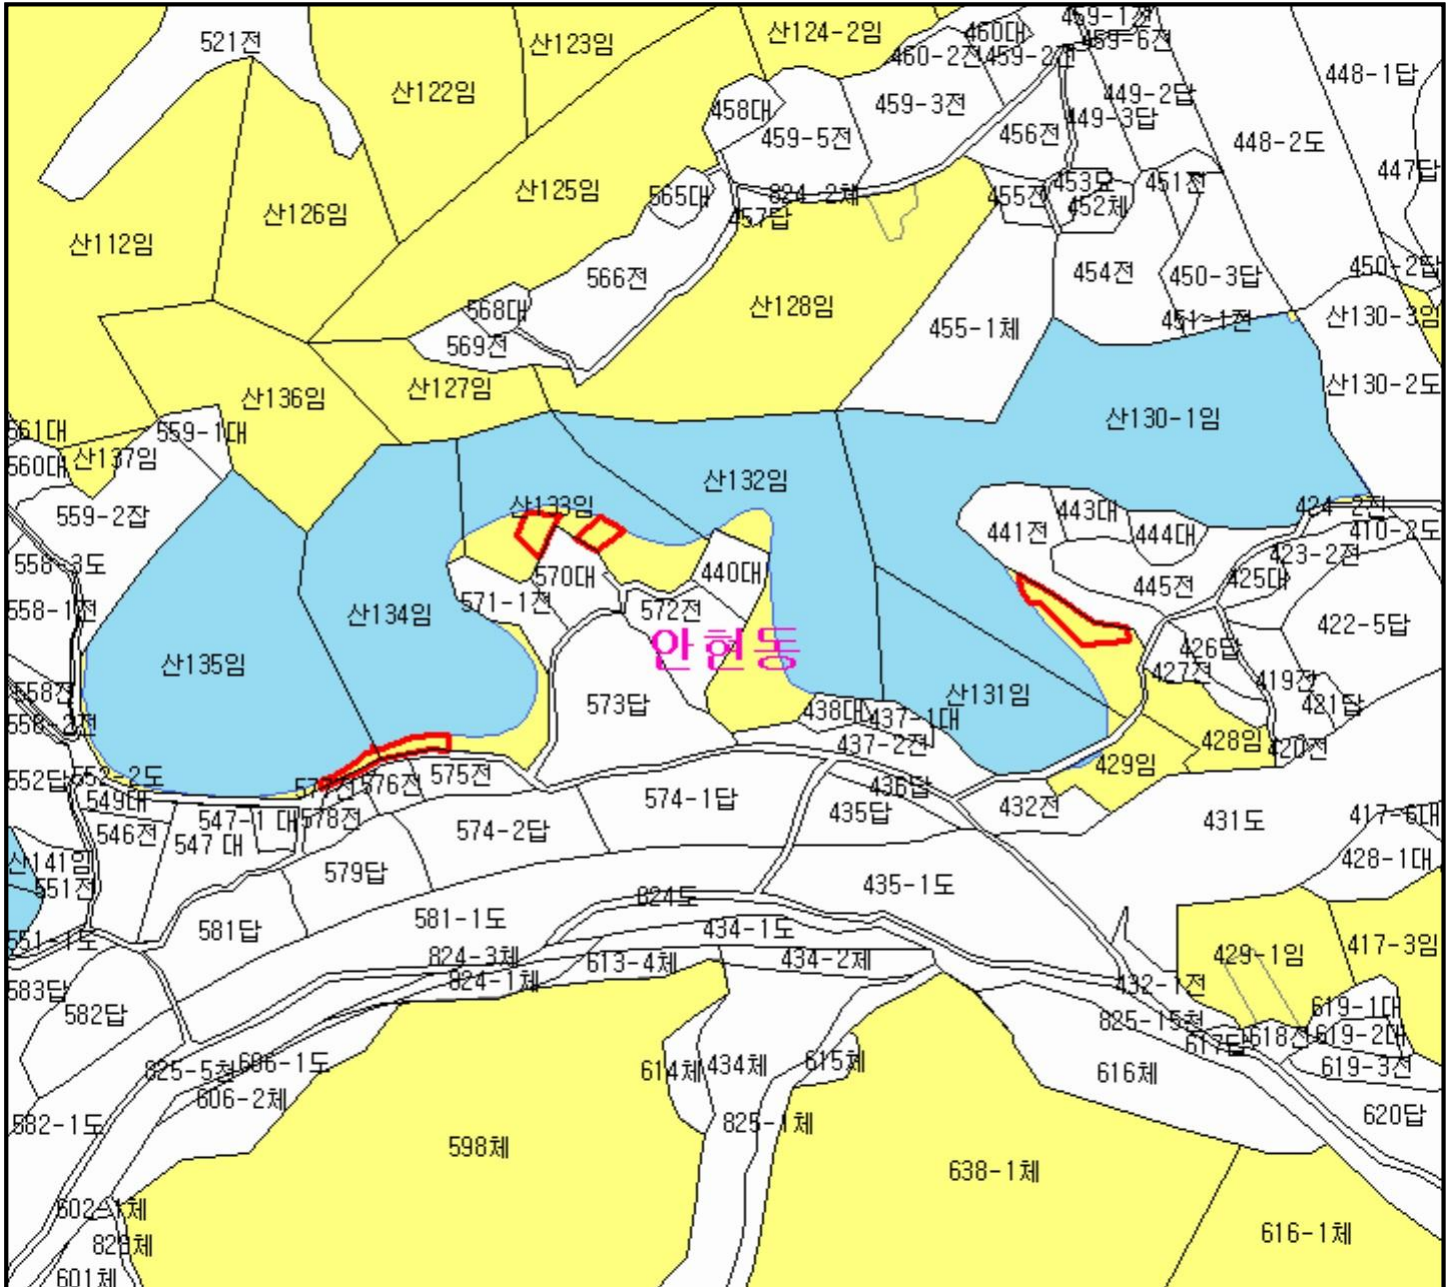 521전
산123임
산124-2임
460대
459-1전
459-6전
460-2전
459-2전
산122임
448-1답
458대
459-3전
449-2답
449-3답
459-5전
456전
448-2도
447답
산125임
565대
824-2체
457답
455전
453묘
451전
452체
산126임
산112임
566전
454전
450-3답
450-2답
568대
산128임
451-1전
산130-3임
569전
455-1체
산127임
산130-2도
산136임
산130-1임
561대
559-1대
560대
산137임
산132임
산133임
559-2잡
441전
443대
444대
424-2전
410-2도
423-2전
558-3도
570대
440대
445전
425대
558-1전
571-1전
572전
산134임
422-5답
안현동
426답
산135임
427전
558전
산131임
419전
573답
438대
437-1대
421답
558-2전
437-2전
428임
420전
429임
552답
552-2도
576전
575전
436답
549대
574-1답
435답
432전
547-1 대
578전
546전
547 대
574-2답
431도
417-6대
산141임
428-1대
579답
551전
435-1도
824도
581-1도
581답
434-1도
551-1도
824-3체
429-1임
417-3임
613-4체
434-2체
824-1체
432-1전
583답
582답
619-1대
825-15천
617답
618전
619-2대
825-5천
606-1도
614체
434체
615체
616체
619-3전
606-2체
620답
582-1도
825-1체
598체
638-1체
602-1체
616-1체
601체